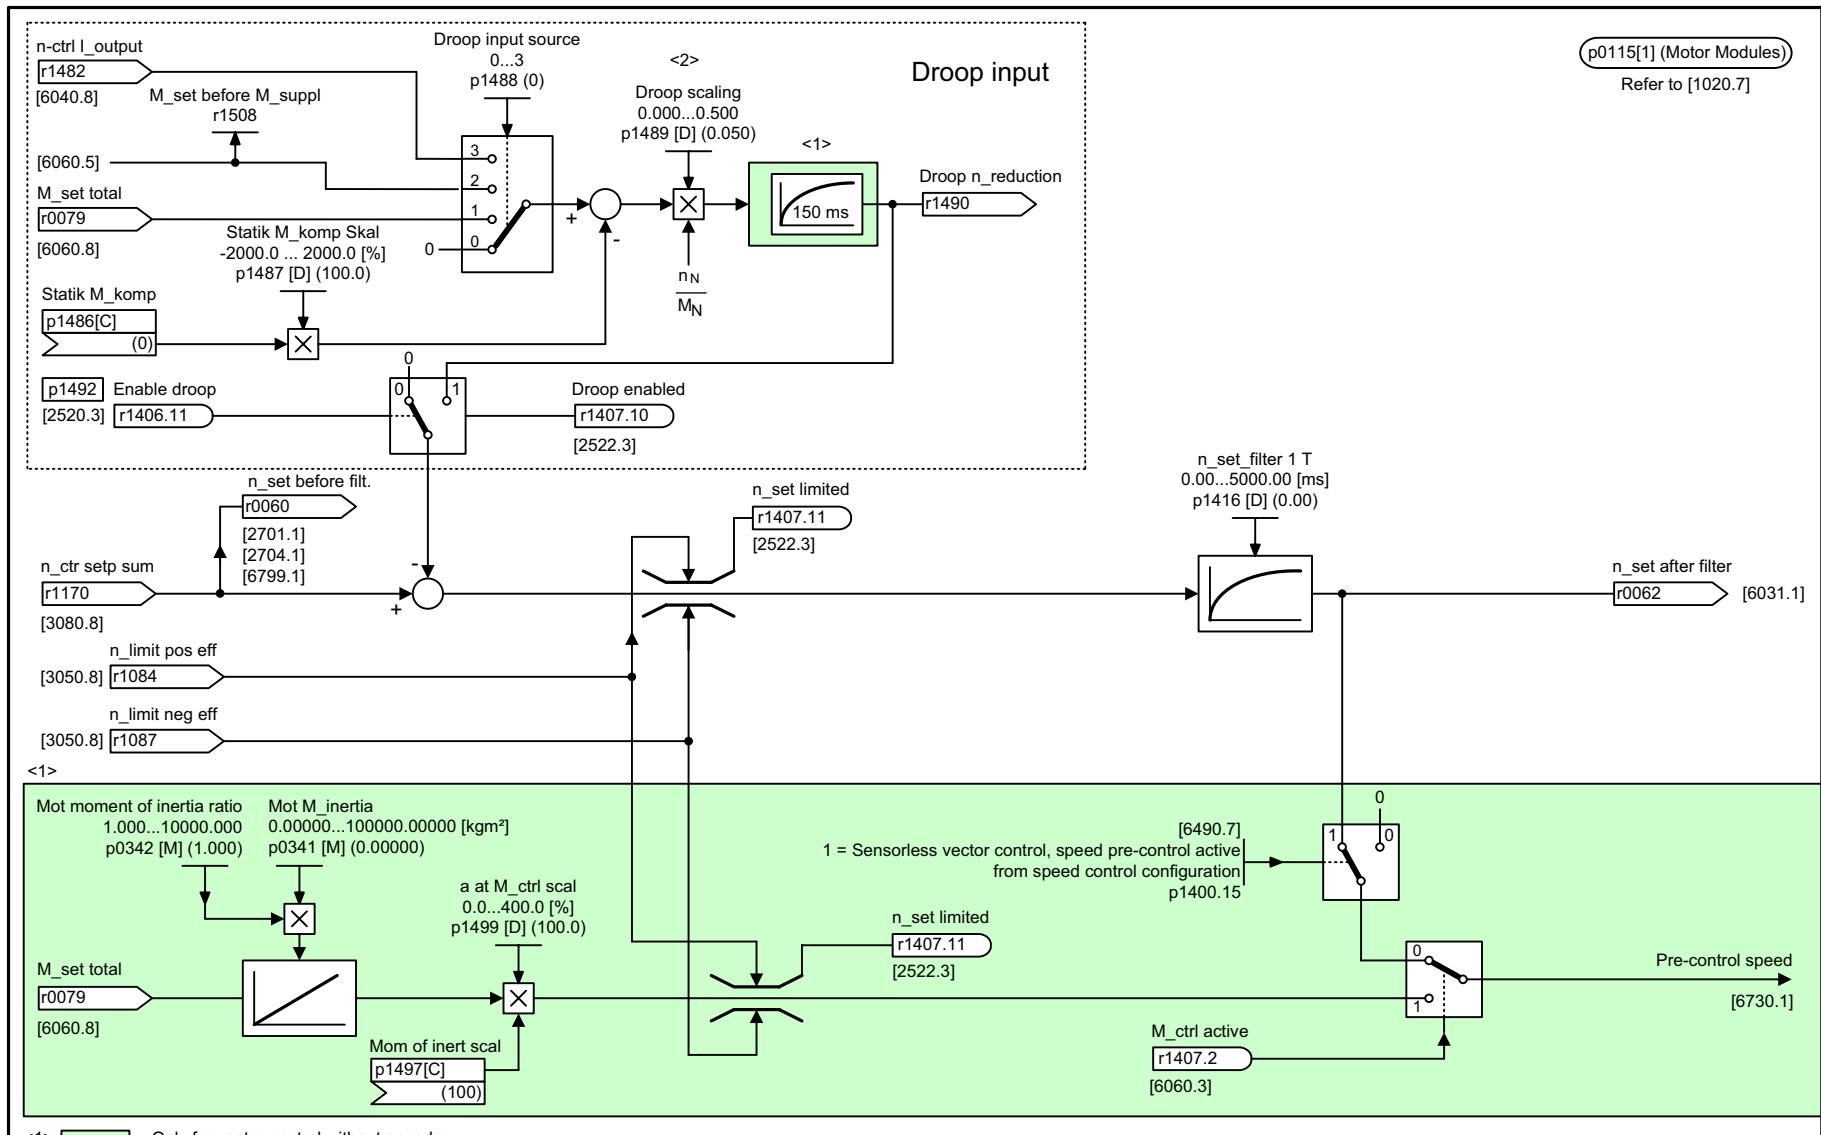 n-ctrl I_output
r1482
[6040.8]
M_set before M_suppl
r1508
[6060.5]
M_set total
r0079
[6060.8]
Droop input source
0...3
p1488 (0)
3
2
1
0
0
<2>
Droop scaling
0.000...0.500
p1489 [D] (0.050)
Droop input
<1>
150 ms
Droop n_reduction
r1490
p0115[1] (Motor Modules)
Refer to [1020.7]
+
-
n N
M N
Statik M_komp Skal
-2000.0 ... 2000.0 [%]
p1487 [D] (100.0)
Statik M_komp
p1486[C]
(0)
p1492
Enable droop
[2520.3]
r1406.11
0
0
1
Droop enabled
r1407.10
[2522.3]
n_set before filt.
r0060
[2701.1]
[2704.1]
[6799.1]
n_ctr setp sum
r1170
[3080.8]
-
+
n_set limited
r1407.11
[2522.3]
n_set_filter 1 T
0.00...5000.00 [ms]
p1416 [D] (0.00)
n_set after filter
r0062
[6031.1]
n_limit pos eff
[3050.8]
r1084
n_limit neg eff
[3050.8]
r1087
<1>
Mot moment of inertia ratio
1.000...10000.000
p0342 [M] (1.000)
Mot M_inertia
0.00000...100000.00000 [kgm²]
p0341 [M] (0.00000)
a at M_ctrl scal
0.0...400.0 [%]
p1499 [D] (100.0)
M_set total
r0079
[6060.8]
Mom of inert scal
p1497[C]
(100)
n_set limited
r1407.11
[2522.3]
[6490.7]
1 = Sensorless vector control, speed pre-control active
from speed control configuration
p1400.15
0
1
0
0
1
Pre-control speed
[6730.1]
M_ctrl active
r1407.2
[6060.3]